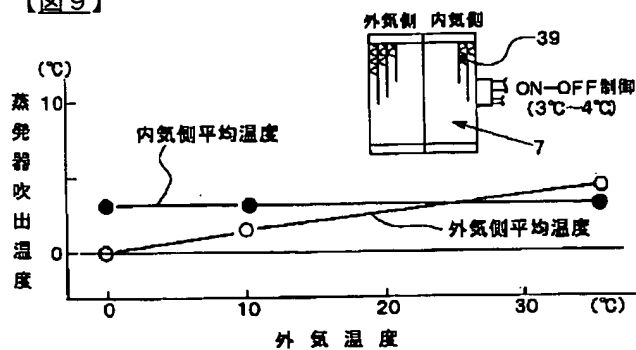 【図9】
外気側 内気側
39
ON-OFF制御
(3℃~4℃)
7
(℃)
10
0
蒸発器吹出温度
内気側平均温度
外気側平均温度
0 10 20 30 (℃)
外気温度